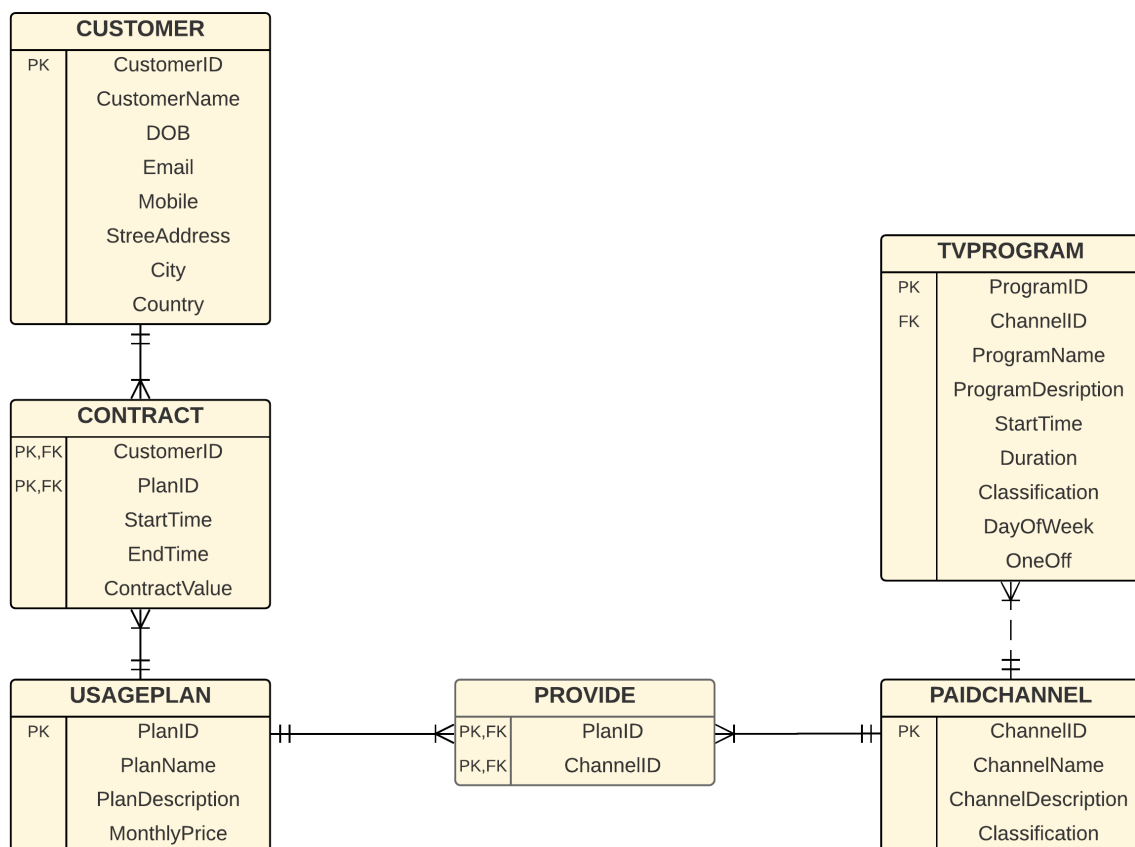 CUSTOMER
PK CustomerID
CustomerName
DOB
Email
Mobile
StreeAddress
City
Country
CONTRACT
PK,FK CustomerID
PK,FK PlanID
StartTime
EndTime
ContractValue
USAGEPLAN
PK PlanID
PlanName
PlanDescription
MonthlyPrice
PROVIDE
PK,FK PlanID
PK,FK ChannelID
TVPROGRAM
PK ProgramID
FK ChannelID
ProgramName
ProgramDesription
StartTime
Duration
Classification
DayOfWeek
OneOff
PAIDCHANNEL
PK ChannelID
ChannelName
ChannelDescription
Classification